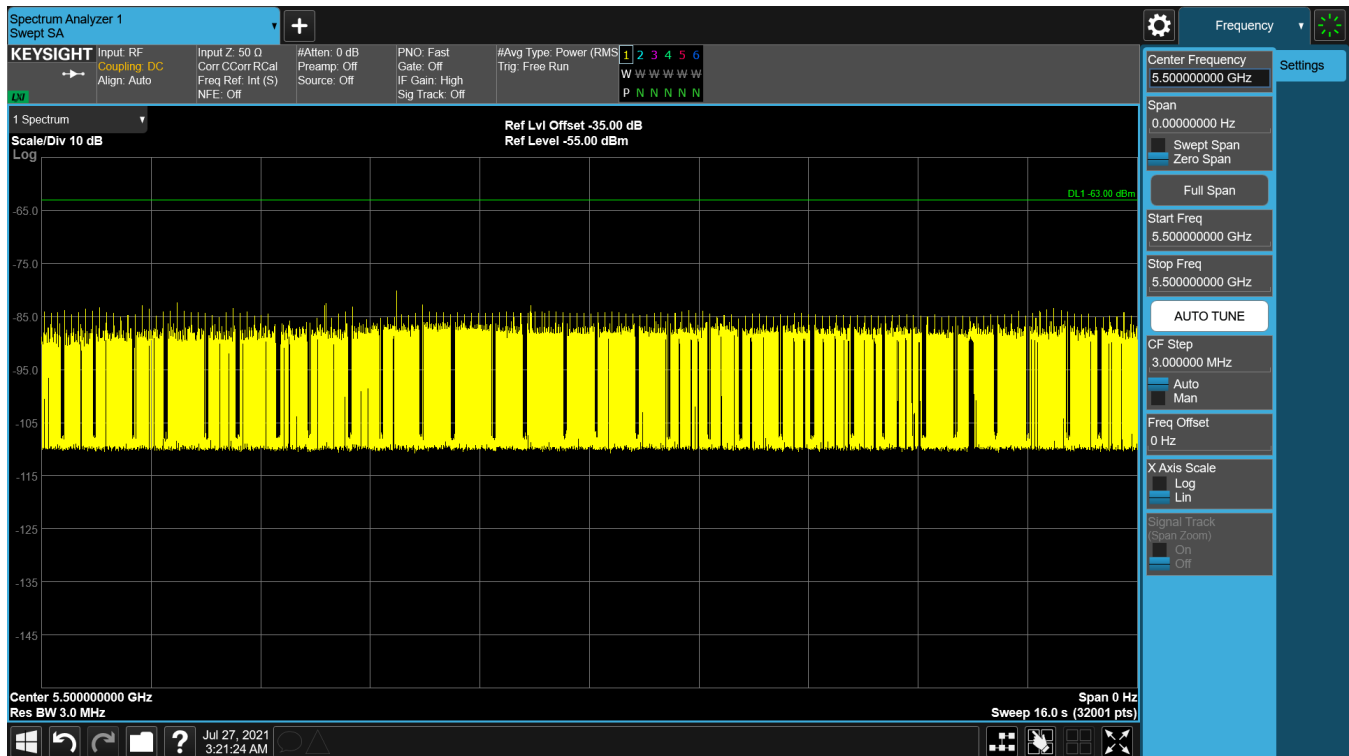 Spectrum Analyzer 1
Swept SA
+
Frequency
KEYSIGHT
Input: RF
Coupling: DC
Align: Auto
Input Z: 50 Ω
Corr CCorr RCal
Freq Ref: Int (S)
NFE: Off
#Atten: 0 dB
Preamp: Off
Source: Off
PNO: Fast
Gate: Off
IF Gain: High
Sig Track: Off
#Avg Type: Power (RMS
Trig: Free Run
1 2 3 4 5 6
W W W W W W
P N N N N N
LXI
1 Spectrum
Scale/Div 10 dB
Log
Ref Lvl Offset -35.00 dB
Ref Level -55.00 dBm
DL1 -63.00 dBm
-65.0
-75.0
-85.0
-95.0
-105
-115
-125
-135
-145
Center 5.500000000 GHz
Res BW 3.0 MHz
Span 0 Hz
Sweep 16.0 s (32001 pts)
Center Frequency
5.500000000 GHz
Settings
Span
0.00000000 Hz
Swept Span
Zero Span
Full Span
Start Freq
5.500000000 GHz
Stop Freq
5.500000000 GHz
AUTO TUNE
CF Step
3.000000 MHz
Auto
Man
Freq Offset
0 Hz
X Axis Scale
Log
Lin
Signal Track
(Span Zoom)
On
Off
?
Jul 27, 2021
3:21:24 AM